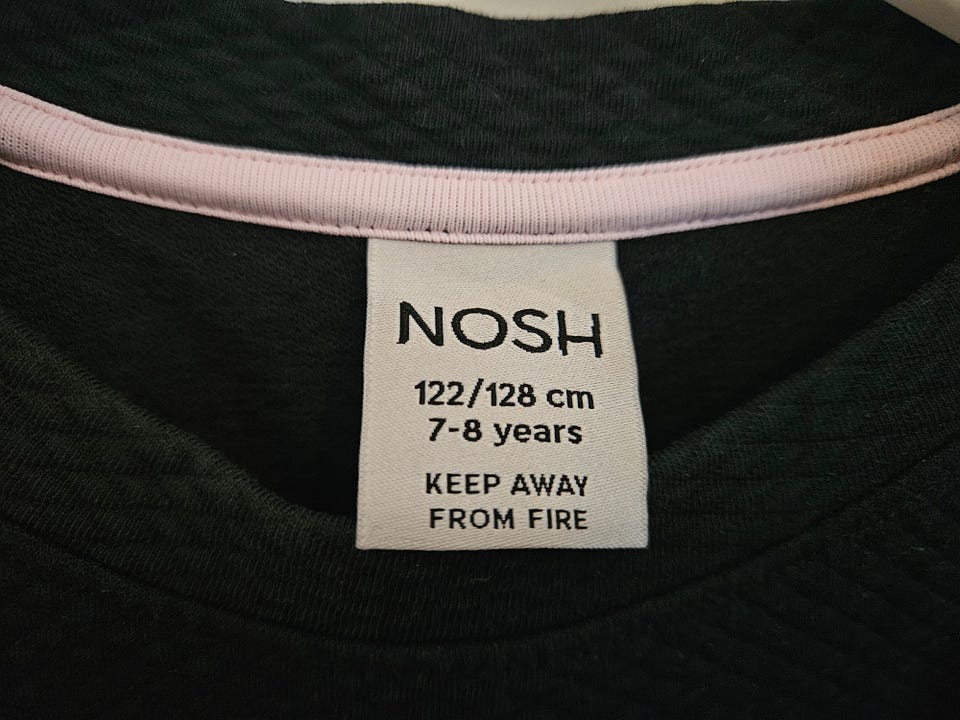 NOSH
122/128 cm
7-8 years
KEEP AWAY
FROM FIRE